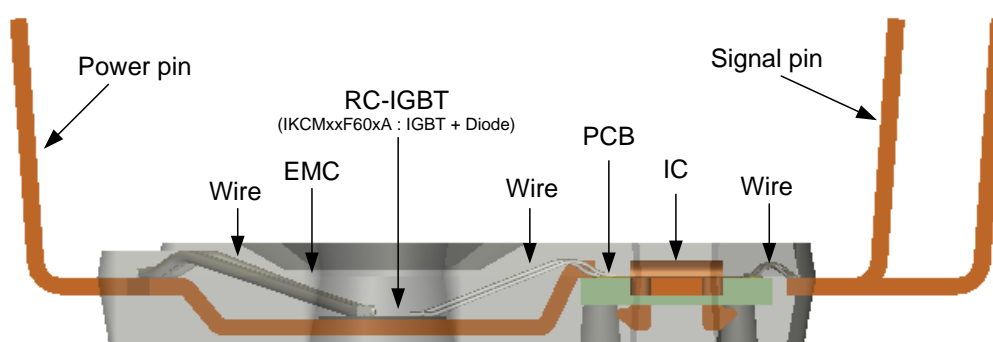 Power pin
Signal pin
RC-IGBT
(IKCMxxF60xA : IGBT + Diode)
PCB
EMC
IC
Wire
Wire
Wire